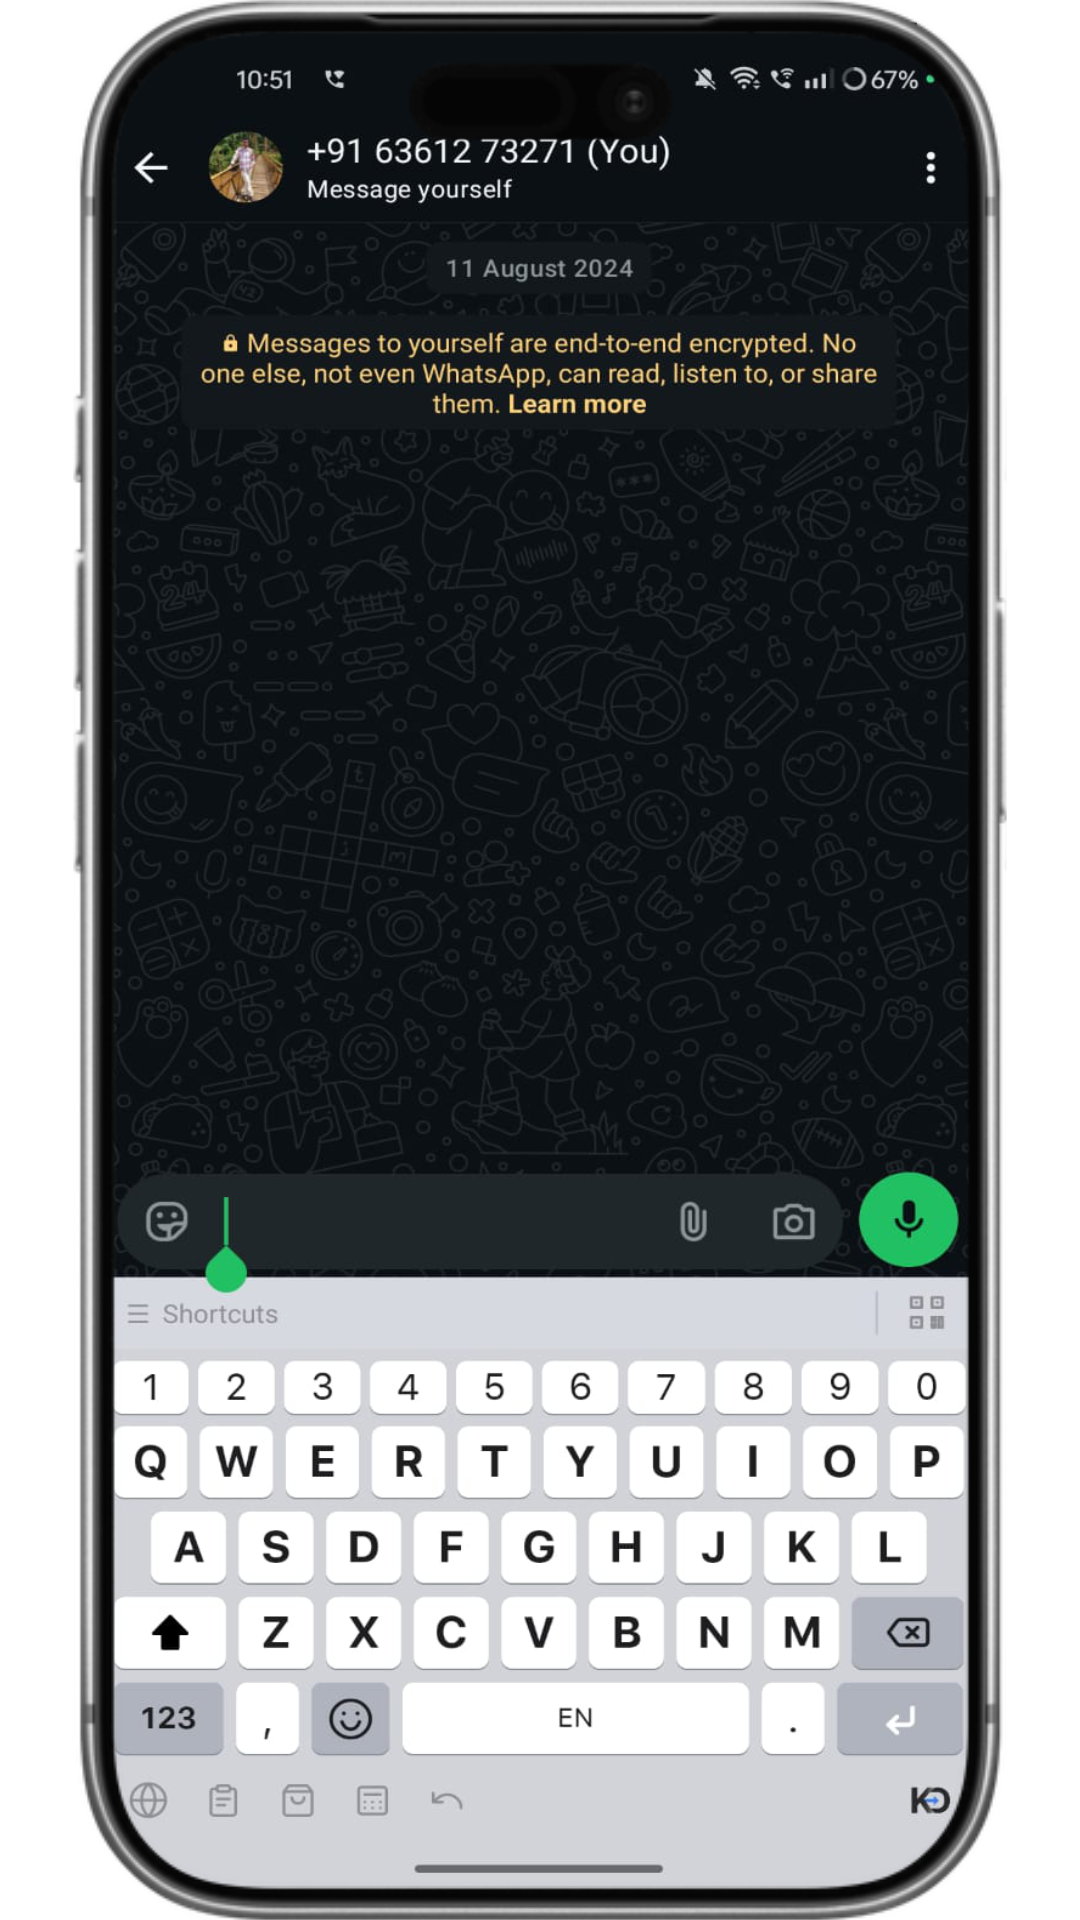 10:51
67%
+91 63612 73271 (You)
Message yourself
11 August 2024
Messages to yourself are end-to-end encrypted. No
one else, not even WhatsApp, can read, listen to, or share
them. Learn more
Shortcuts
1 2 3 4 5 6 7 8 9 0
Q W E R T Y U I O P
A S D F G H J K L
Z X C V B N M
123 , EN .